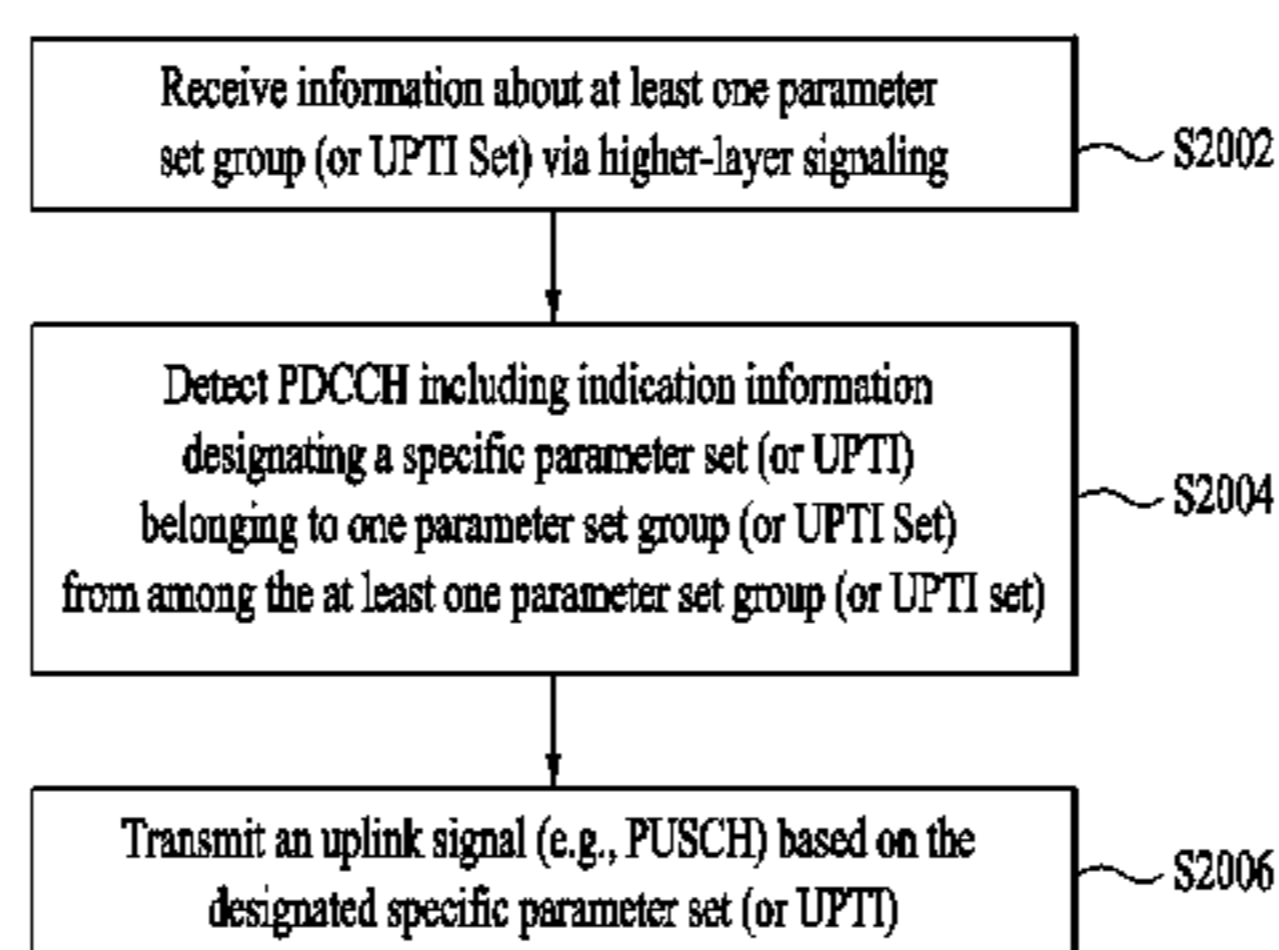 Receive information about at least one parameter
set group (or UPTI Set) via higher-layer signaling
S2002
Detect PDCCH including indication information
designating a specific parameter set (or UPTI)
belonging to one parameter set group (or UPTI Set)
from among the at least one parameter set group (or UPTI set)
S2004
Transmit an uplink signal (e.g., PUSCH) based on the
designated specific parameter set (or UPTI)
S2006